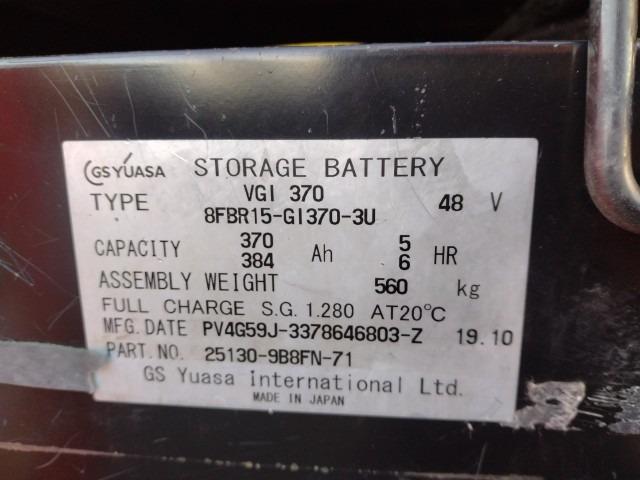 GS YUASA STORAGE BATTERY
TYPE VGI 370 48 V
8FBR15-GI370-3U
CAPACITY 370 Ah 5 HR
384 6
ASSEMBLY WEIGHT 560 kg
FULL CHARGE S.G. 1.280 AT20°C
MFG. DATE PV4G59J-3378646803-Z 19.10
PART. NO. 25130-9B8FN-71
GS Yuasa International Ltd.
MADE IN JAPAN